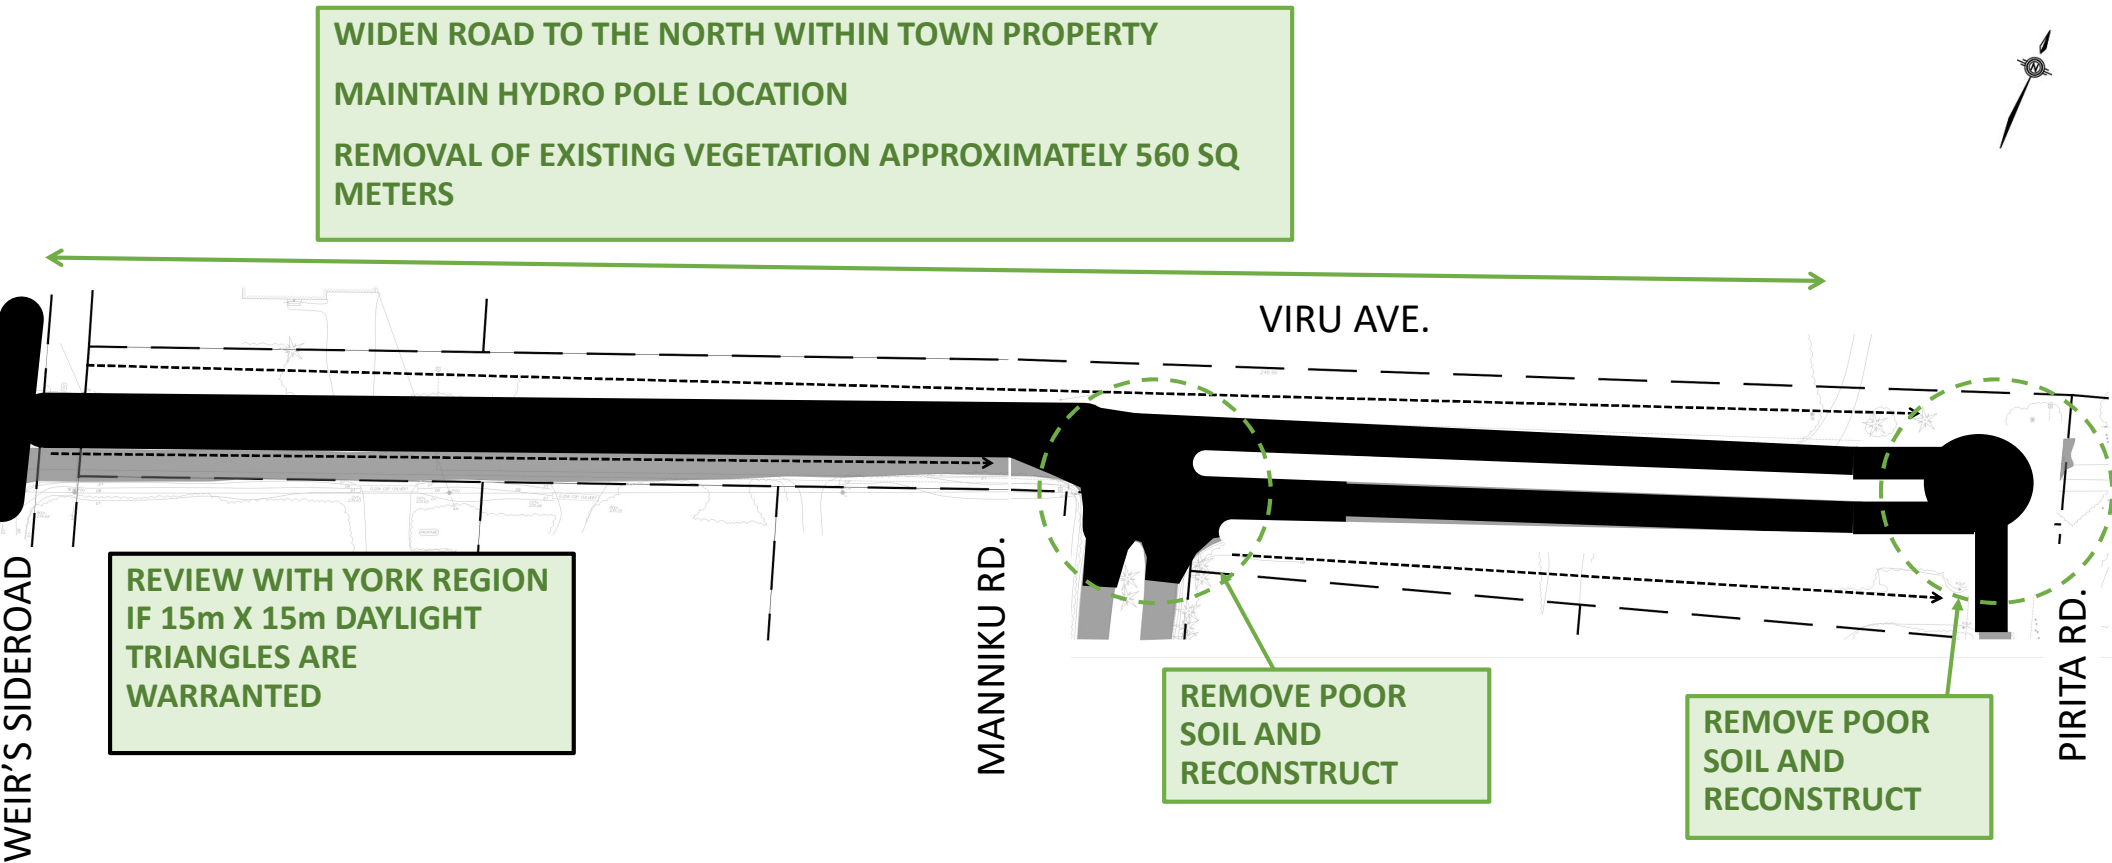 WIDEN ROAD TO THE NORTH WITHIN TOWN PROPERTY
MAINTAIN HYDRO POLE LOCATION
REMOVAL OF EXISTING VEGETATION APPROXIMATELY 560 SQ
METERS
N
VIRU AVE.
WEIR'S SIDEROAD
REVIEW WITH YORK REGION
IF 15m X 15m DAYLIGHT
TRIANGLES ARE
WARRANTED
MANNIKU RD.
REMOVE POOR
SOIL AND
RECONSTRUCT
REMOVE POOR
SOIL AND
RECONSTRUCT
PIRITA RD.